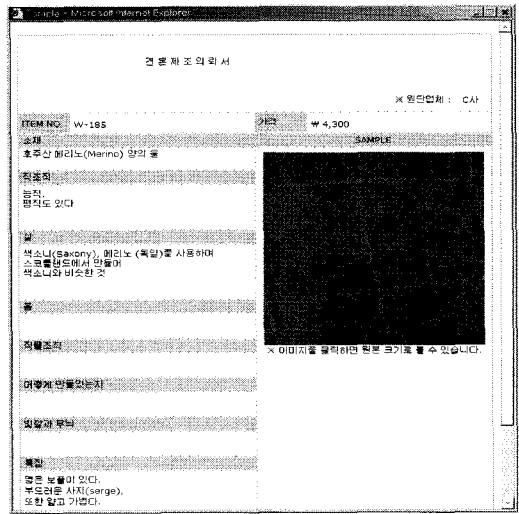 Sample - Microsoft Internet Explorer
견 본 제 조 의 뢰 서
※ 원단업체 : C사
ITEM NO. W-185
가격 ₩ 4,300
소재
SAMPLE
호주산 메리노(Merino) 양의 울
직조직
능직,
평직도 있다
실
색소니(Saxony), 메리노 (독일)를 사용하며
스코틀랜드에서 만들어
색소니와 비슷한 것
올
※ 이미지를 클릭하면 원본 크기로 볼 수 있습니다.
직물조직
어떻게 만들었는지
빛깔과 무늬
특징
옅은 보풀이 있다.
부드러운 사지(serge),
또한 얇고 가볍다.